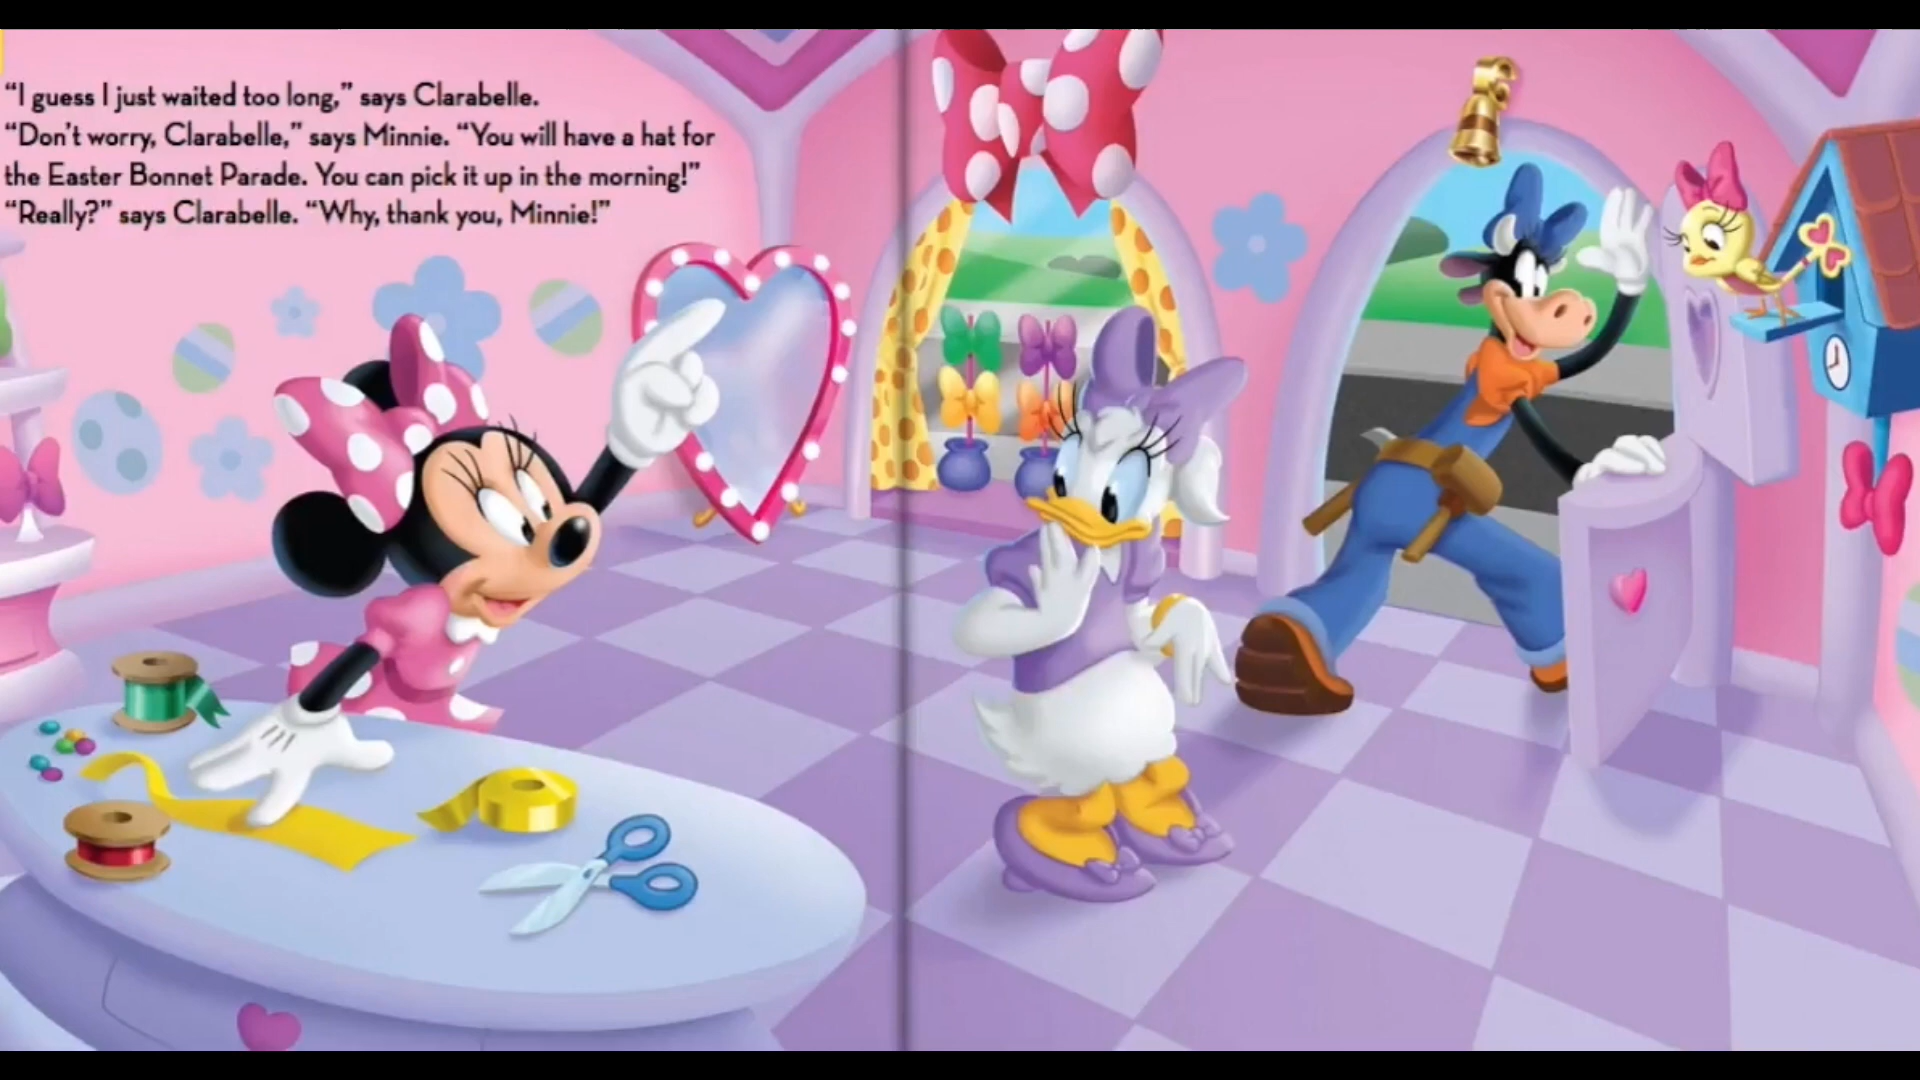 “I guess I just waited too long,” says Clarabelle.
“Don’t worry, Clarabelle,” says Minnie. “You will have a hat for
the Easter Bonnet Parade. You can pick it up in the morning!”
“Really?” says Clarabelle. “Why, thank you, Minnie!”